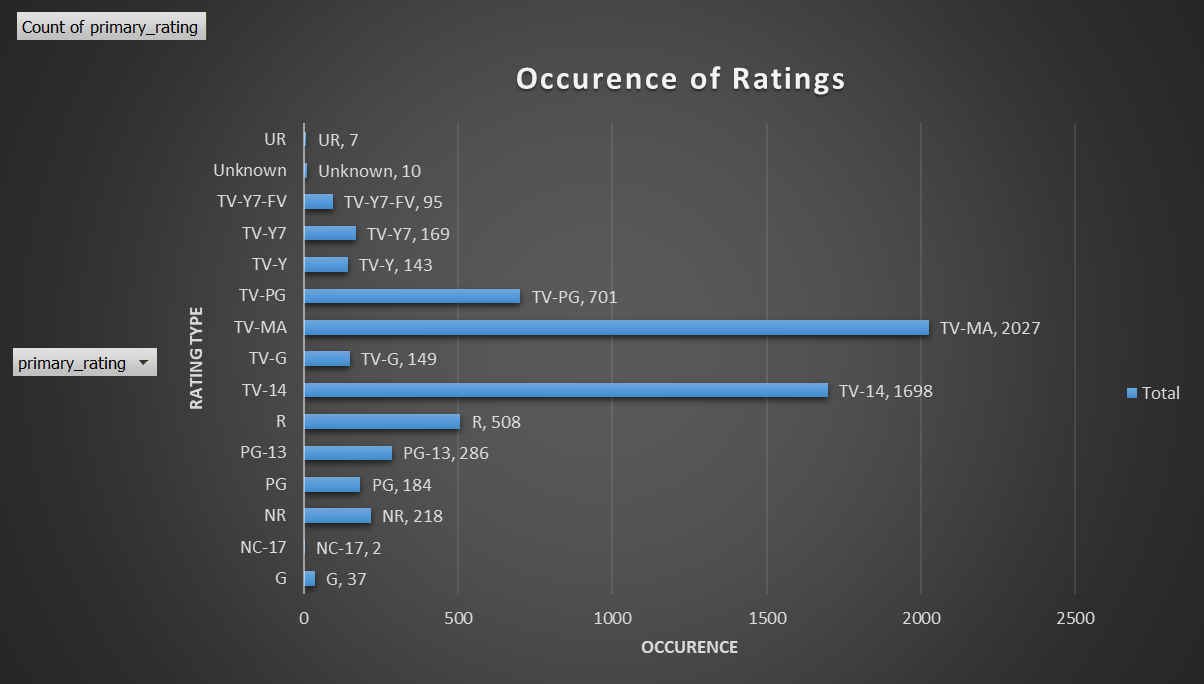 Count of primary_rating
Occurence of Ratings
UR UR, 7
Unknown Unknown, 10
TV-Y7-FV TV-Y7-FV, 95
TV-Y7 TV-Y7, 169
TV-Y TV-Y, 143
TV-PG TV-PG, 701
TV-MA TV-MA, 2027
TV-G TV-G, 149
TV-14 TV-14, 1698
R R, 508
PG-13 PG-13, 286
PG PG, 184
NR NR, 218
NC-17 NC-17, 2
G G, 37
RATING TYPE
primary_rating
Total
0 500 1000 1500 2000 2500
OCCURENCE